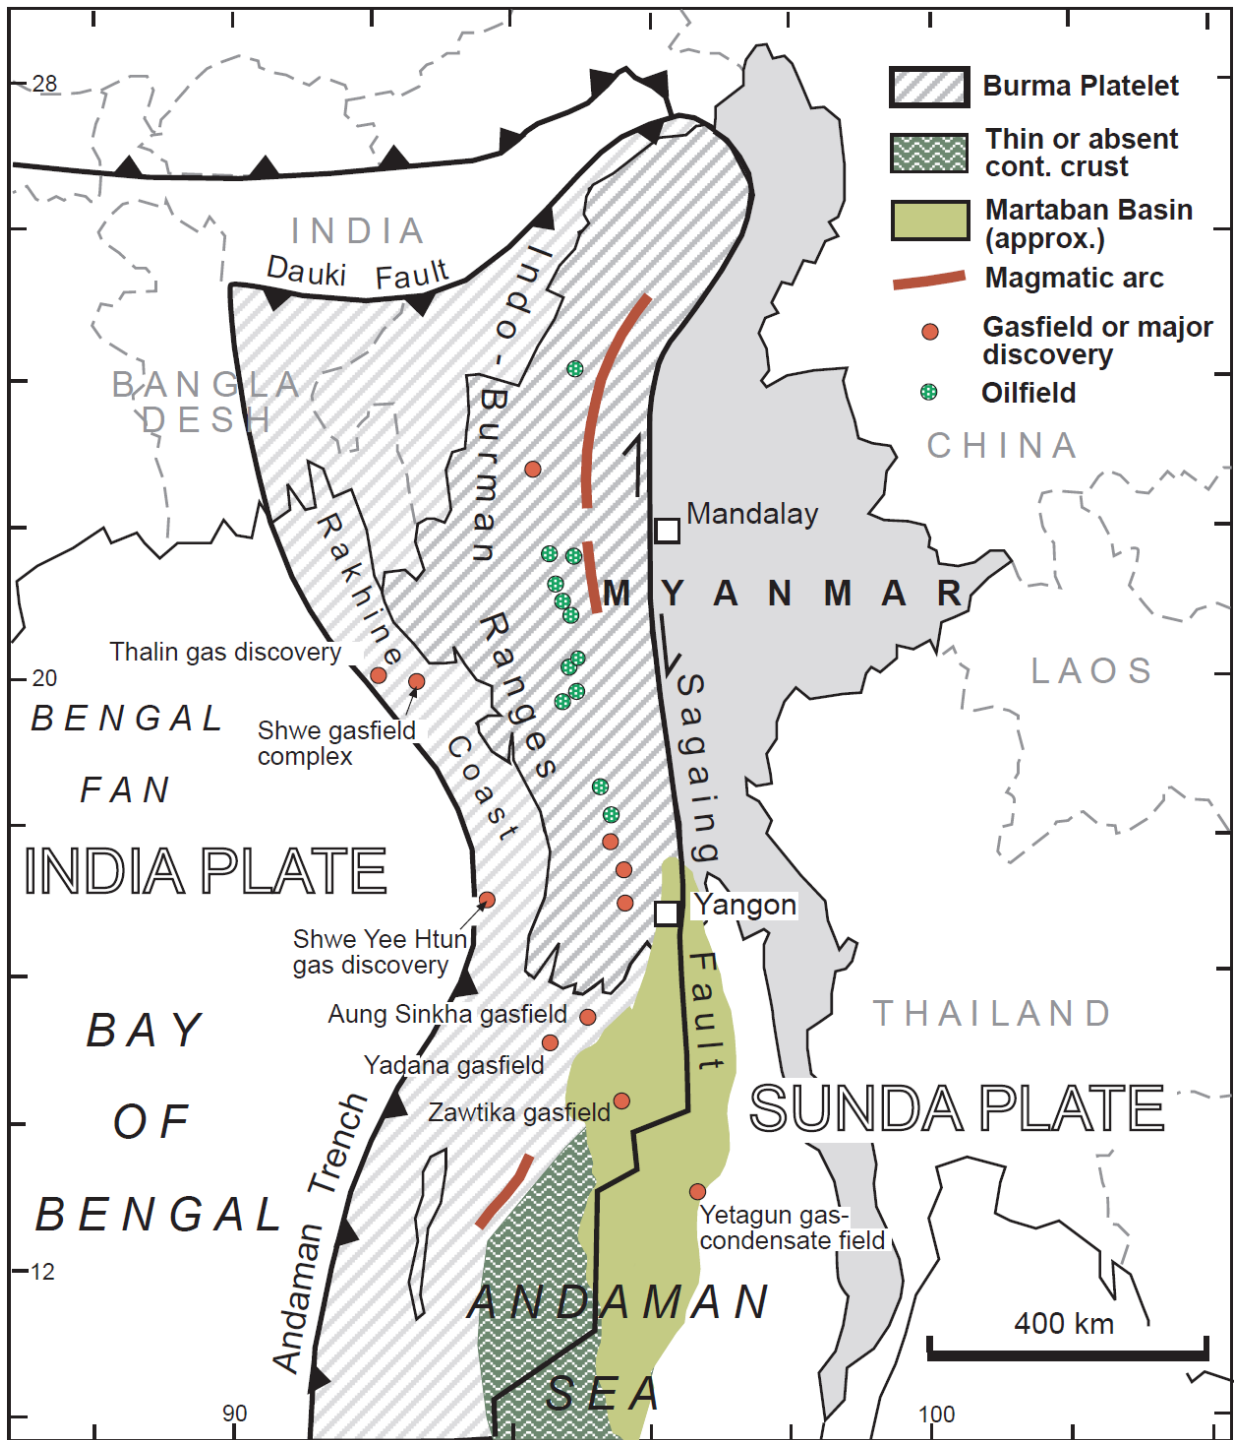 28
Burma Platelet
Thin or absent
cont. crust
Martaban Basin
(approx.)
Magmatic arc
Gasfield or major
discovery
Oilfield
INDIA
Dauki Fault
Indo-Burman Ranges
BANGLA
DESH
CHINA
Rakhine Coast
Mandalay
MYANMAR
Thalin gas discovery
LAOS
20
BENGAL
FAN
Shwe gasfield
complex
Sagaing Fault
INDIA PLATE
Yangon
Shwe Yee Htun
gas discovery
Aung Sinkha gasfield
Yadana gasfield
Zawtika gasfield
THAILAND
SUNDA PLATE
BAY
OF
BENGAL
Andaman Trench
Yetagun gas-
condensate field
12
ANDAMAN
SEA
400 km
90
100